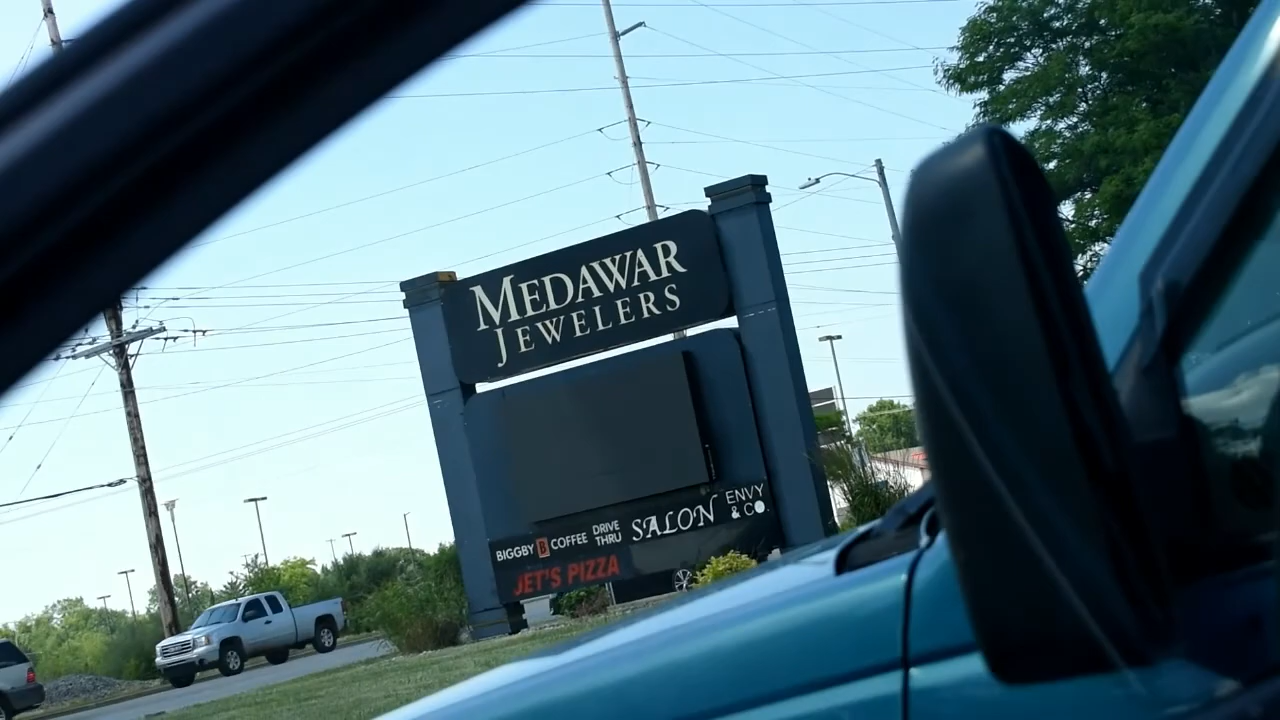 MEDAWAR
JEWELERS
BIGGBY B COFFEE DRIVE THRU
SALON
ENVY & CO.
JET'S PIZZA